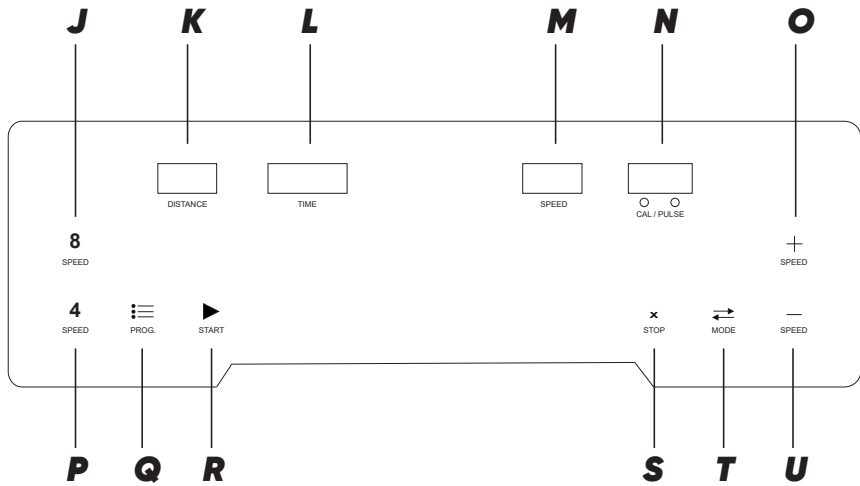 J K L M N O
DISTANCE TIME SPEED CAL / PULSE
8 +
SPEED SPEED
4 x −
SPEED PROG. START STOP MODE SPEED
P Q R S T U